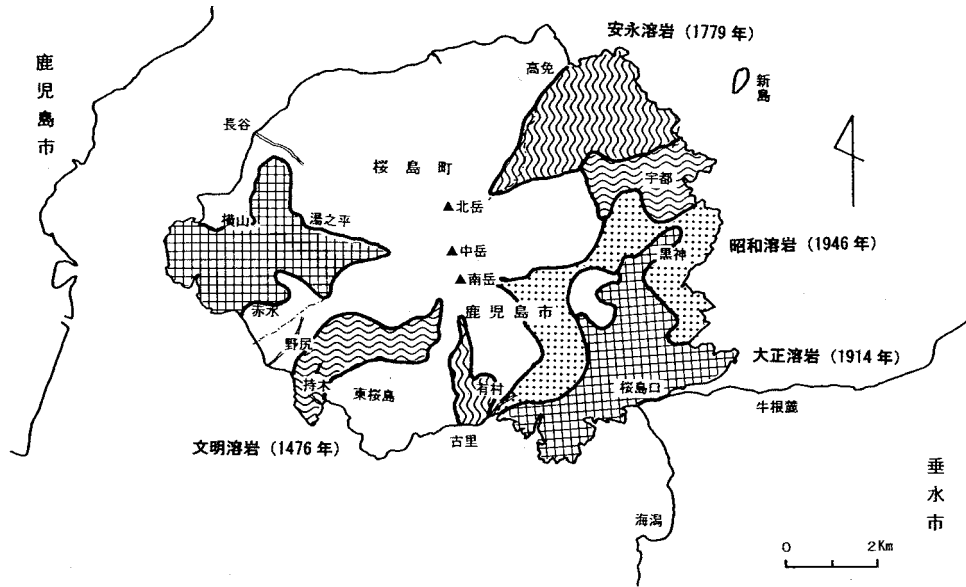 安永溶岩 (1779年)
鹿児島市
高免
新島
長谷
桜島町
宇都
北岳
横山
湯之平
昭和溶岩 (1946年)
中岳
黒神
南岳
赤水
鹿児島市
野尻
大正溶岩 (1914年)
持木
東桜島
有村
桜島口
牛根麓
古里
文明溶岩 (1476年)
垂水市
海潟
0 2Km